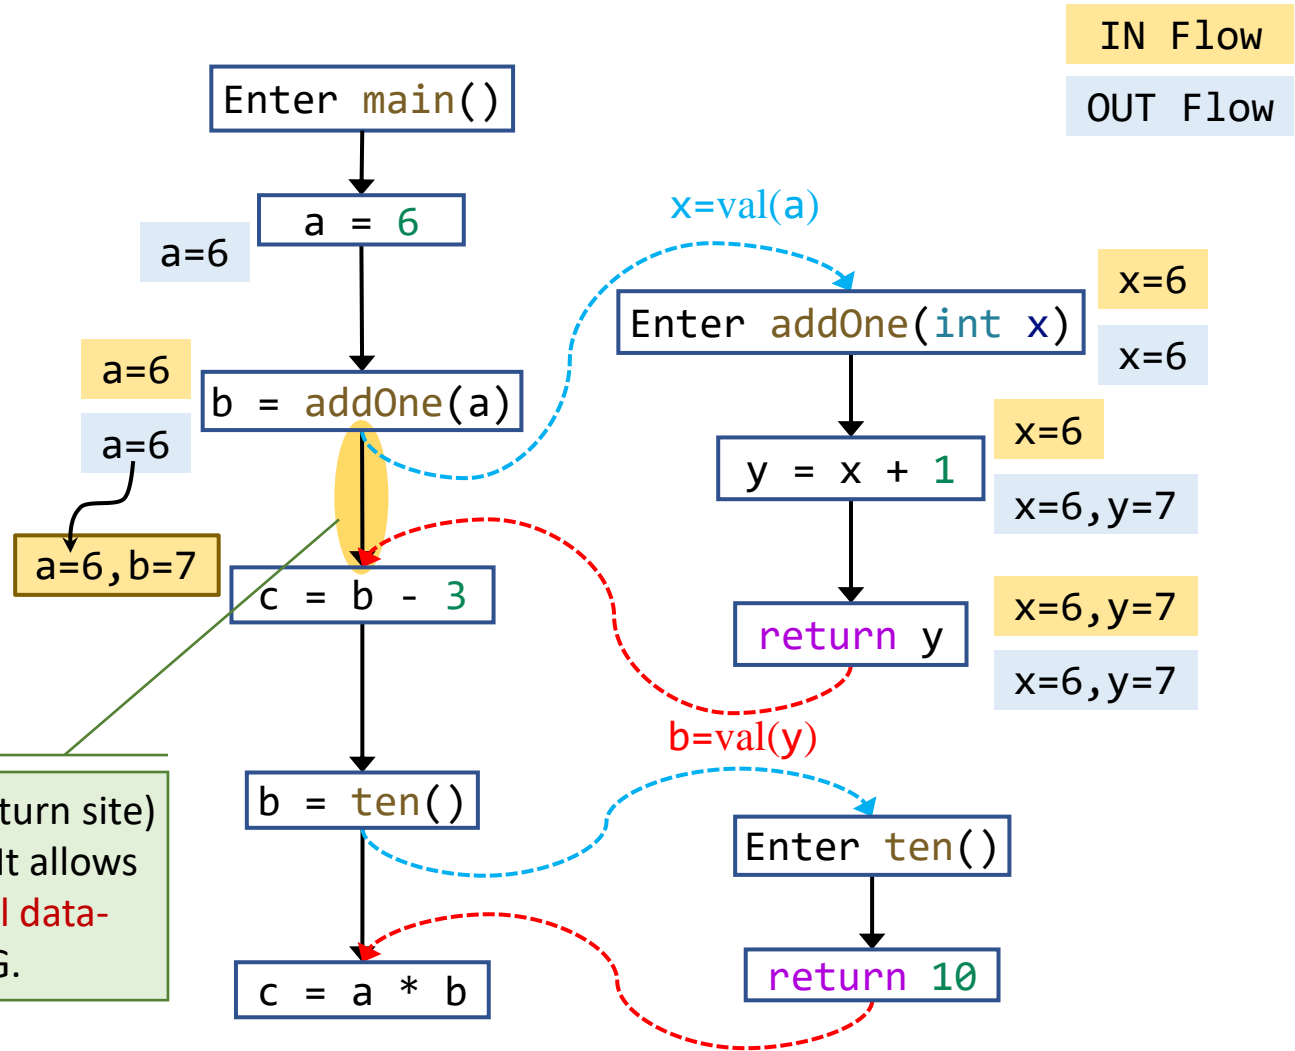 IN Flow
OUT Flow
Enter main()
a = 6
a=6
x=val(a)
Enter addOne(int x)
x=6
x=6
a=6
b = addOne(a)
a=6
y = x + 1
x=6
x=6,y=7
a=6,b=7
c = b - 3
return y
x=6,y=7
x=6,y=7
b=val(y)
turn site)
It allows
l data-
G.
b = ten()
Enter ten()
c = a * b
return 10